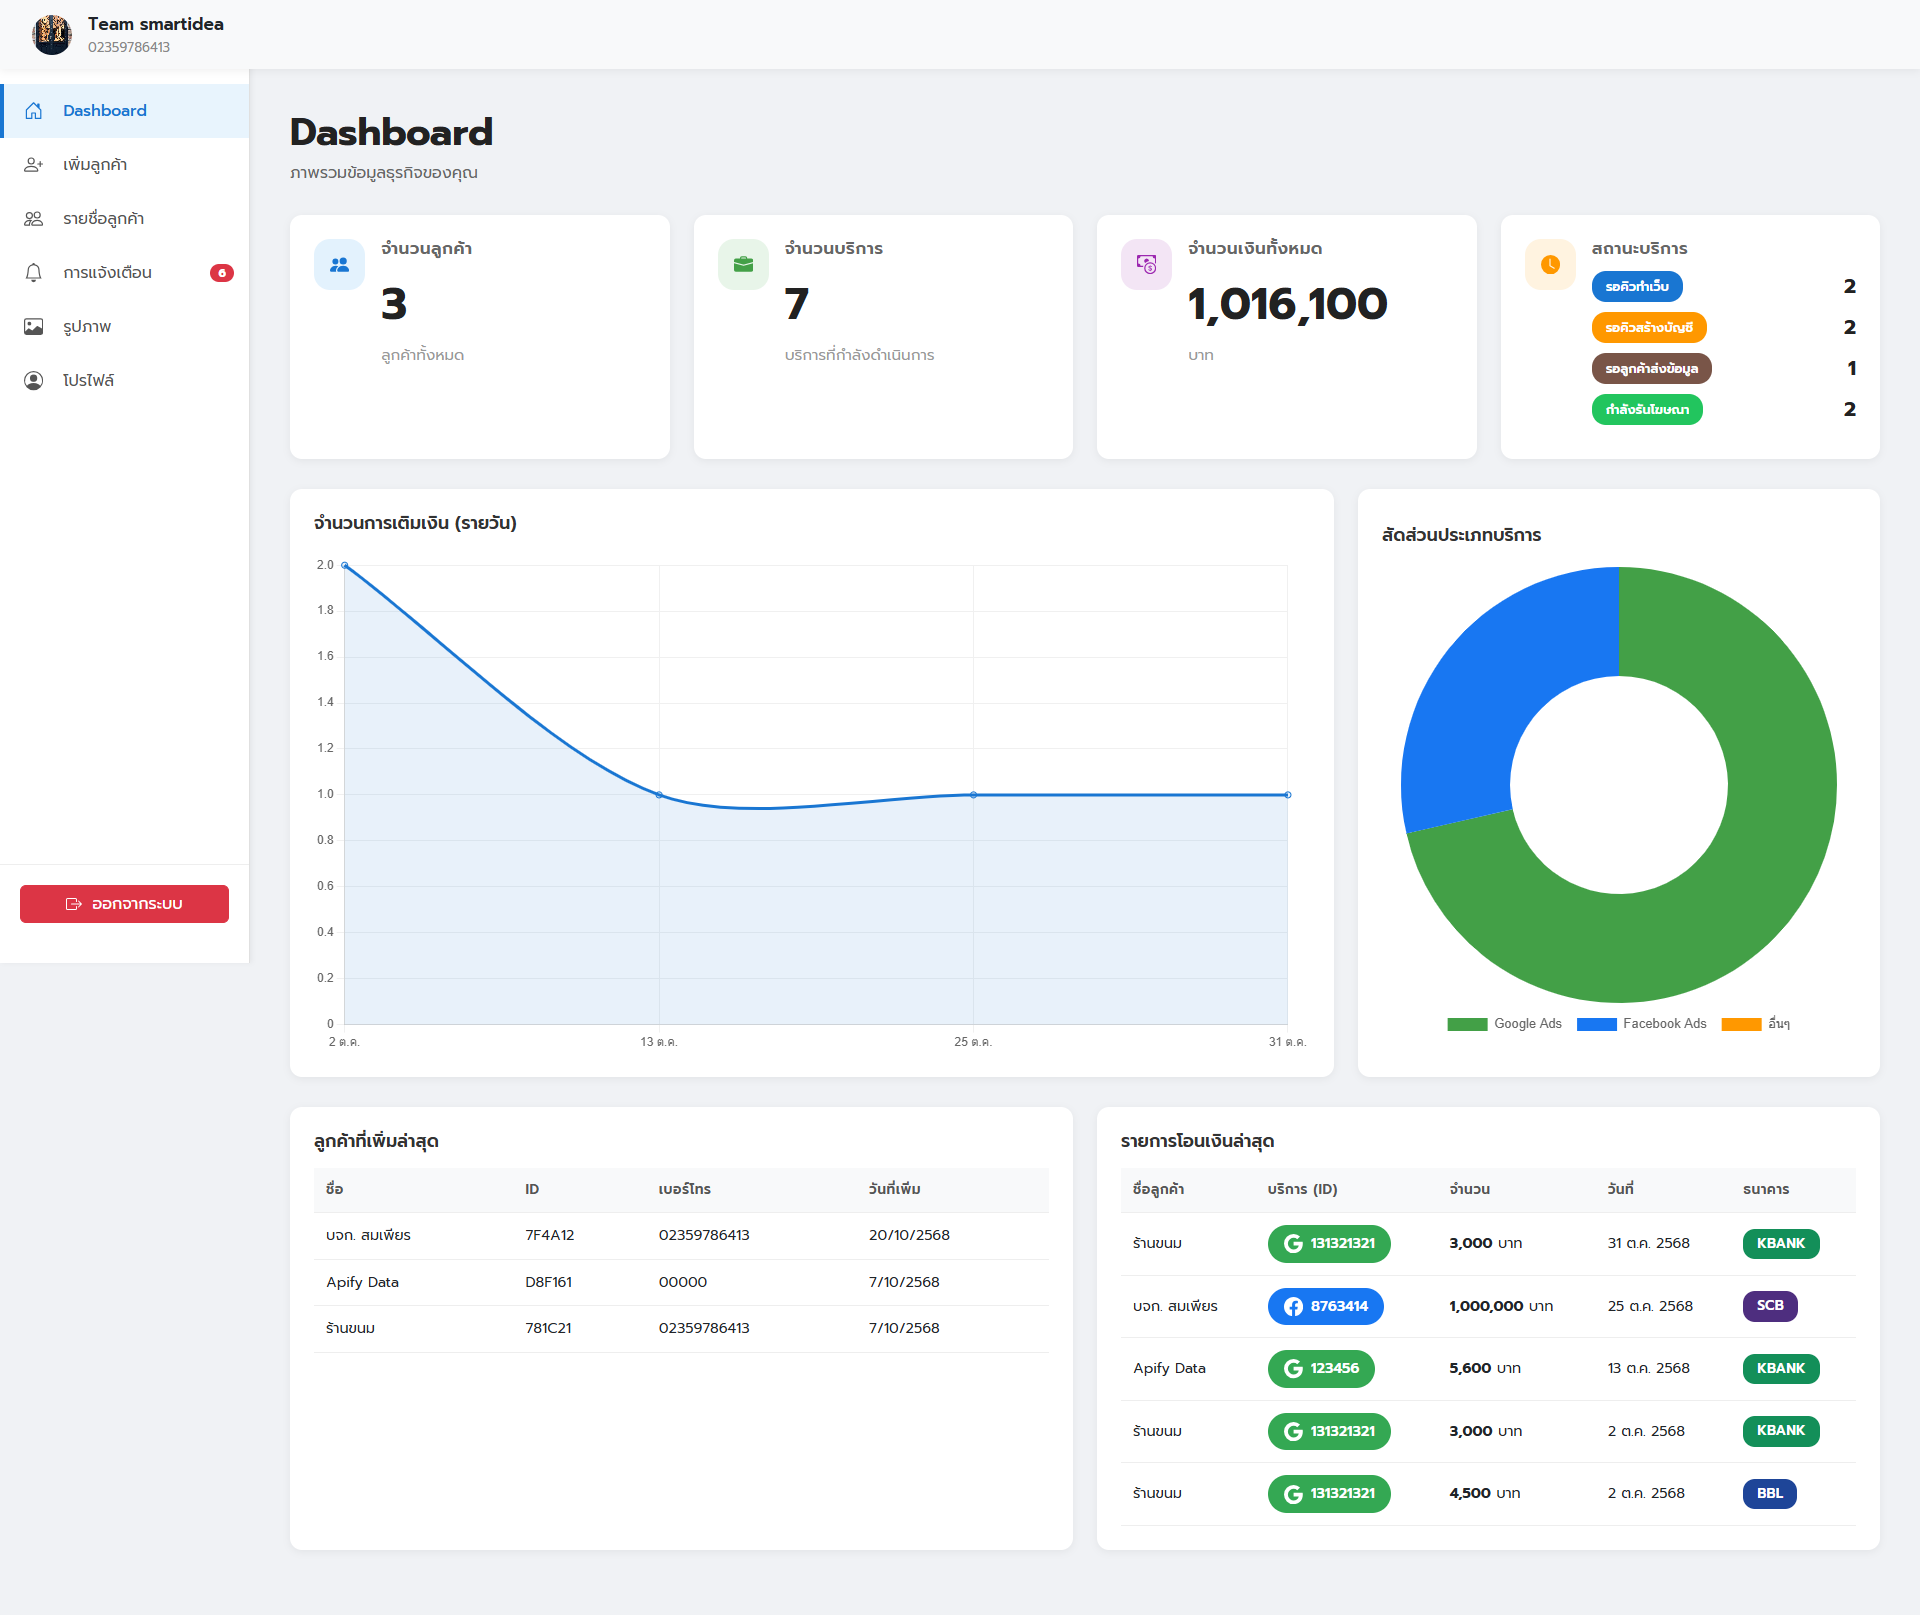 Team smartidea
02359786413
Dashboard
เพิ่มลูกค้า
รายชื่อลูกค้า
การแจ้งเตือน 6
รูปภาพ
โปรไฟล์
ออกจากระบบ
Dashboard
ภาพรวมข้อมูลธุรกิจของคุณ
จำนวนลูกค้า
3
ลูกค้าทั้งหมด
จำนวนบริการ
7
บริการที่กำลังดำเนินการ
จำนวนเงินทั้งหมด
1,016,100
บาท
สถานะบริการ
รอคิวทำเว็บ 2
รอคิวสร้างบัญชี 2
รอลูกค้าส่งข้อมูล 1
กำลังรันโฆษณา 2
จำนวนการเติมเงิน (รายวัน)
2.0
1.8
1.6
1.4
1.2
1.0
0.8
0.6
0.4
0.2
0
2 ต.ค. 13 ต.ค. 25 ต.ค. 31 ต.ค.
สัดส่วนประเภทบริการ
Google Ads Facebook Ads อื่นๆ
ลูกค้าที่เพิ่มล่าสุด
ชื่อ ID เบอร์โทร วันที่เพิ่ม
บจก. สมเพียร 7F4A12 02359786413 20/10/2568
Apify Data D8F161 00000 7/10/2568
ร้านขนม 781C21 02359786413 7/10/2568
รายการโอนเงินล่าสุด
ชื่อลูกค้า บริการ (ID) จำนวน วันที่ ธนาคาร
ร้านขนม 131321321 3,000 บาท 31 ต.ค. 2568 KBANK
บจก. สมเพียร 8763414 1,000,000 บาท 25 ต.ค. 2568 SCB
Apify Data 123456 5,600 บาท 13 ต.ค. 2568 KBANK
ร้านขนม 131321321 3,000 บาท 2 ต.ค. 2568 KBANK
ร้านขนม 131321321 4,500 บาท 2 ต.ค. 2568 BBL